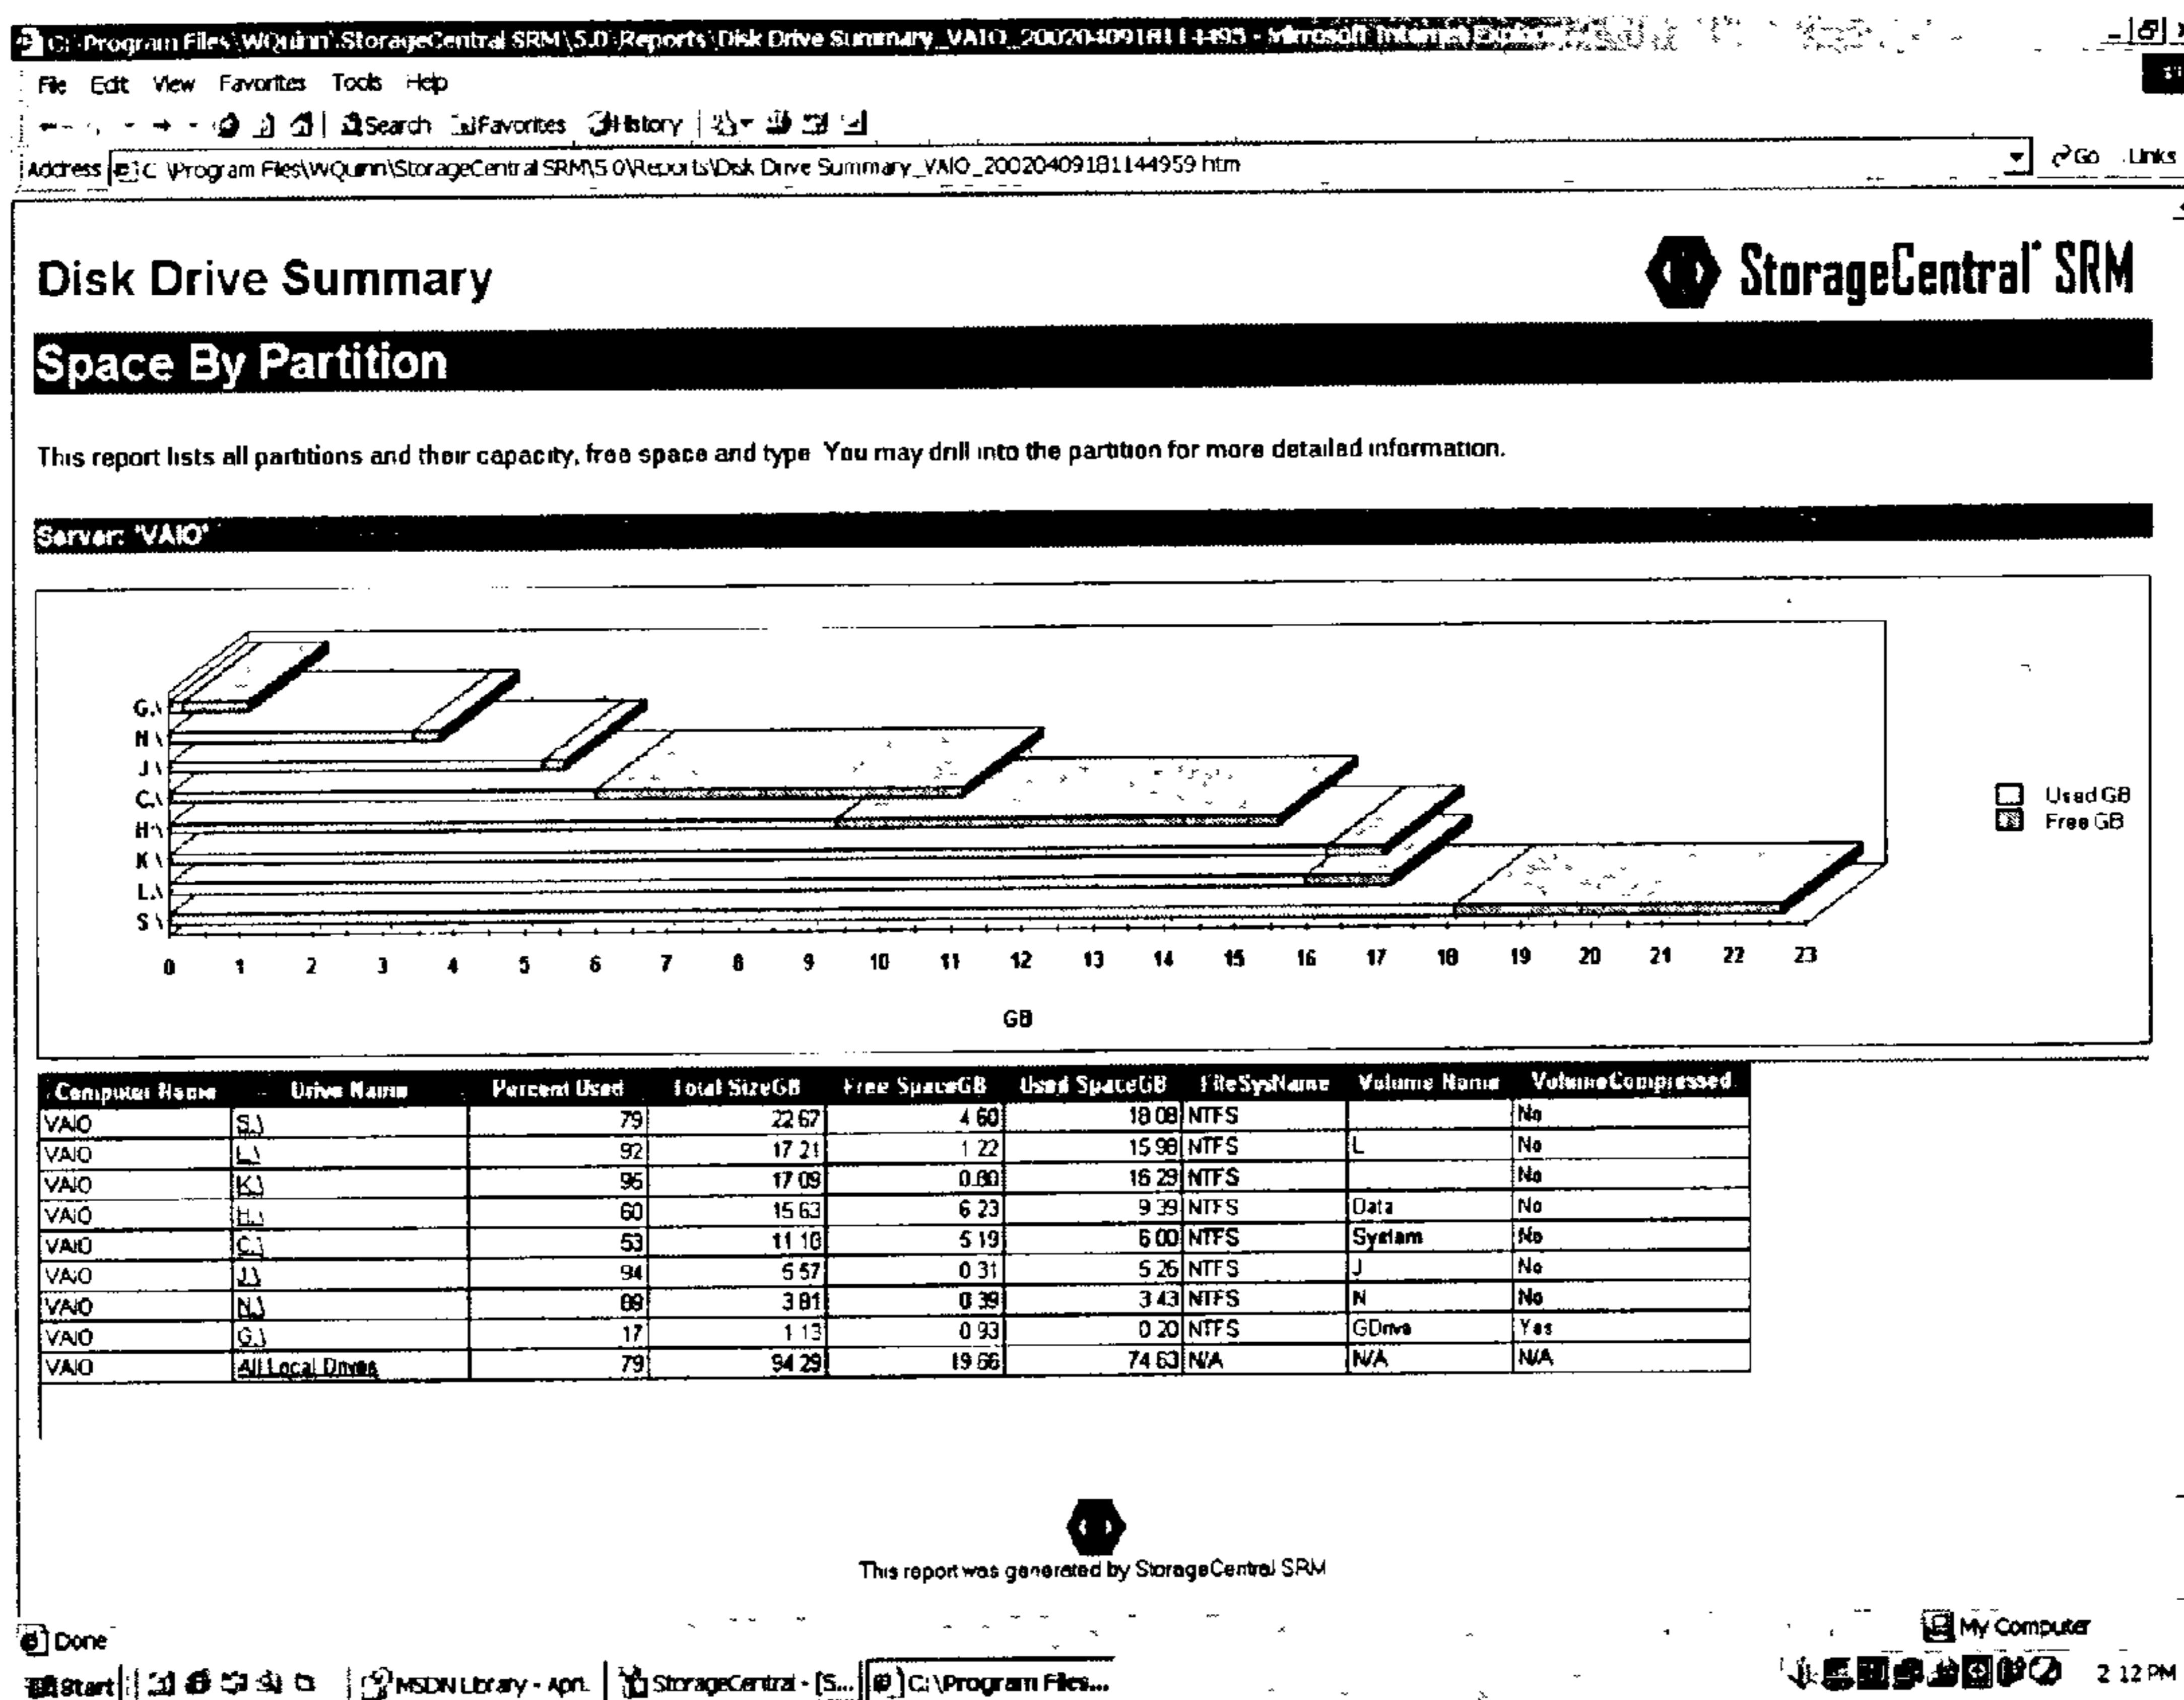 C:\Program Files\WQuinn\StorageCentral SRM\5.0\Reports\Disk Drive Summary_VAIO_2002040918114495 - Microsoft Internet Explorer
File Edit View Favorites Tools Help
Search Favorites History
Address C:\Program Files\WQuinn\StorageCentral SRM\5.0\Reports\Disk Drive Summary_VAIO_20020409181144959.htm Go Links
Disk Drive Summary
StorageCentral SRM
Space By Partition
This report lists all partitions and their capacity, free space and type. You may drill into the partition for more detailed information.
Server: 'VAIO'
G:\
N:\
J:\
C:\
H:\
K:\
L:\
S:\
0 1 2 3 4 5 6 7 8 9 10 11 12 13 14 15 16 17 18 19 20 21 22 23
GB
Used GB
Free GB
Computer Name Drive Name Percent Used Total SizeGB Free SpaceGB Used SpaceGB FileSysName Volume Name VolumeCompressed
VAIO S:\ 79 22.67 4.60 18.08 NTFS No
VAIO L:\ 92 17.21 1.22 15.98 NTFS L No
VAIO K:\ 95 17.09 0.80 16.29 NTFS No
VAIO H:\ 60 15.63 6.23 9.39 NTFS Data No
VAIO C:\ 53 11.18 5.19 6.00 NTFS System No
VAIO J:\ 94 5.57 0.31 5.26 NTFS J No
VAIO N:\ 89 3.81 0.39 3.43 NTFS N No
VAIO G:\ 17 1.13 0.93 0.20 NTFS GDrive Yes
VAIO All Local Drives 79 94.29 19.66 74.63 N/A N/A N/A
This report was generated by StorageCentral SRM
Done My Computer
Start MSDN Library - Apri.. StorageCentral - [S... C:\Program Files... 2:12 PM